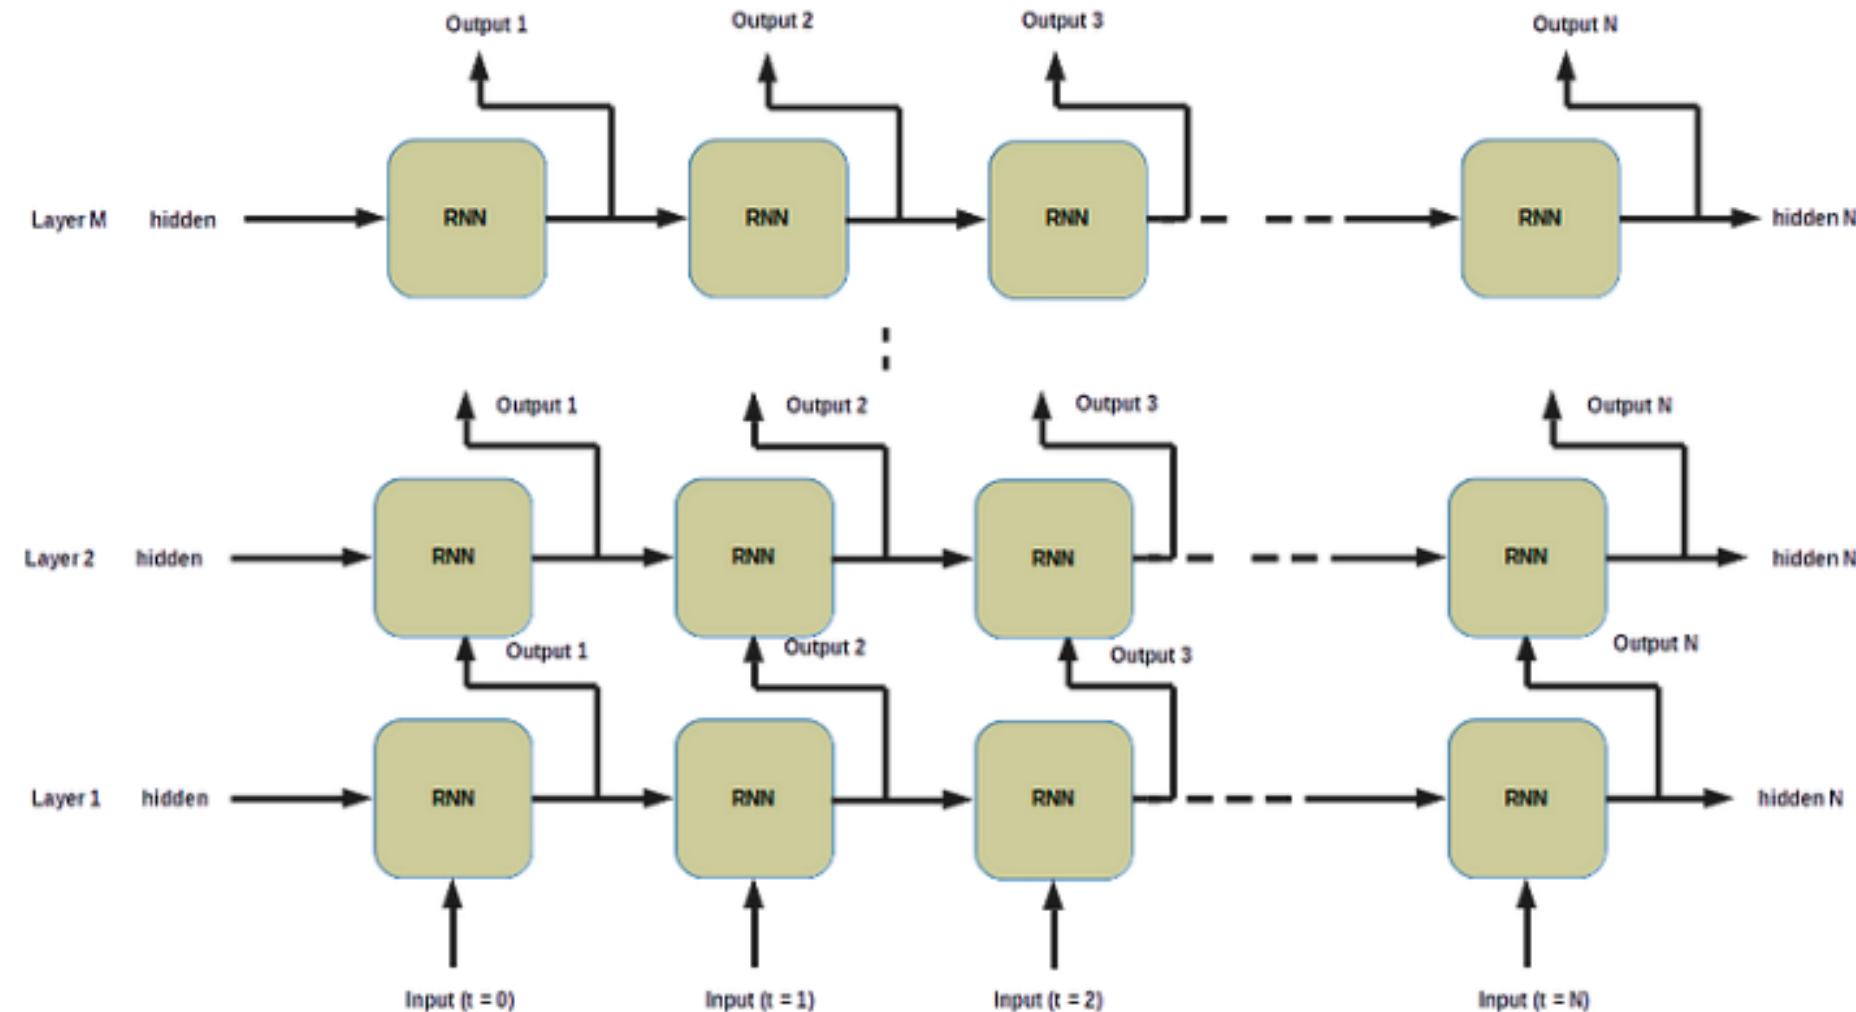 Output 1 Output 2 Output 3 Output N
Layer M hidden RNN RNN RNN RNN hidden N
Output 1 Output 2 Output 3 Output N
Layer 2 hidden RNN RNN RNN RNN hidden N
Output 1 Output 2 Output 3 Output N
Layer 1 hidden RNN RNN RNN RNN hidden N
Input (t = 0) Input (t = 1) Input (t = 2) Input (t = N)